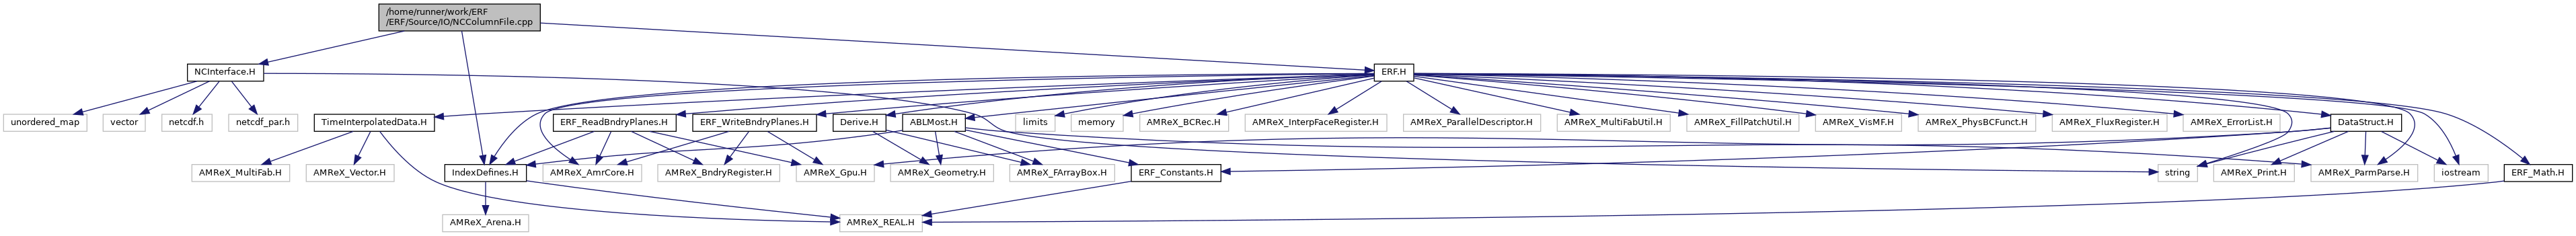 /home/runner/work/ERF
/ERF/Source/IO/NCColumnFile.cpp
NCInterface.H
ERF.H
unordered_map
vector
netcdf.h
netcdf_par.h
TimeInterpolatedData.H
ERF_ReadBndryPlanes.H
ERF_WriteBndryPlanes.H
Derive.H
ABLMost.H
limits
memory
AMReX_BCRec.H
AMReX_InterpFaceRegister.H
AMReX_ParallelDescriptor.H
AMReX_MultiFabUtil.H
AMReX_FillPatchUtil.H
AMReX_VisMF.H
AMReX_PhysBCFunct.H
AMReX_FluxRegister.H
AMReX_ErrorList.H
DataStruct.H
AMReX_MultiFab.H
AMReX_Vector.H
IndexDefines.H
AMReX_AmrCore.H
AMReX_BndryRegister.H
AMReX_Gpu.H
AMReX_Geometry.H
AMReX_FArrayBox.H
ERF_Constants.H
string
AMReX_Print.H
AMReX_ParmParse.H
iostream
ERF_Math.H
AMReX_Arena.H
AMReX_REAL.H